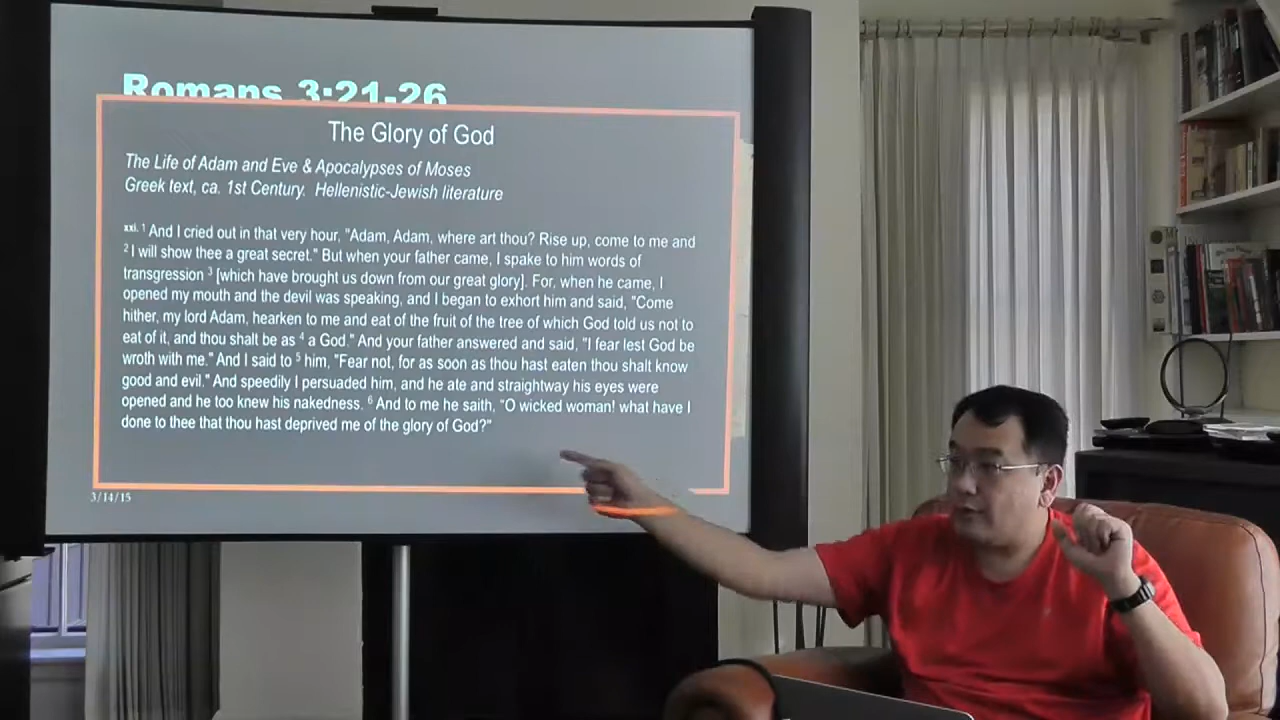 Romans 3:21-26
The Glory of God
The Life of Adam and Eve & Apocalypses of Moses
Greek text, ca. 1st Century. Hellenistic-Jewish literature
xxi. 1 And I cried out in that very hour, "Adam, Adam, where art thou? Rise up, come to me and
2 I will show thee a great secret." But when your father came, I spake to him words of
transgression 3 [which have brought us down from our great glory]. For, when he came, I
opened my mouth and the devil was speaking, and I began to exhort him and said, "Come
hither, my lord Adam, hearken to me and eat of the fruit of the tree of which God told us not to
eat of it, and thou shalt be as 4 a God." And your father answered and said, "I fear lest God be
wroth with me." And I said to 5 him, "Fear not, for as soon as thou hast eaten thou shalt know
good and evil." And speedily I persuaded him, and he ate and straightway his eyes were
opened and he too knew his nakedness. 6 And to me he saith, "O wicked woman! what have I
done to thee that thou hast deprived me of the glory of God?"
3/14/15